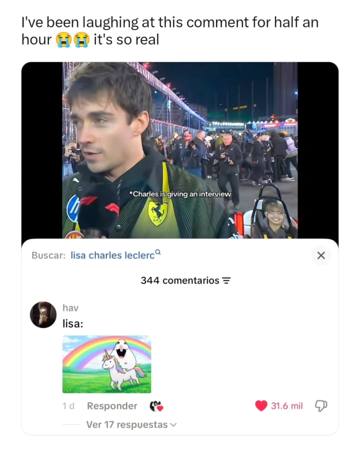 I've been laughing at this comment for half an
hour 😭😭 it's so real
*Charles is giving an interview
Buscar: lisa charles leclerc
344 comentarios
hav
lisa:
1 d Responder 31.6 mil
Ver 17 respuestas